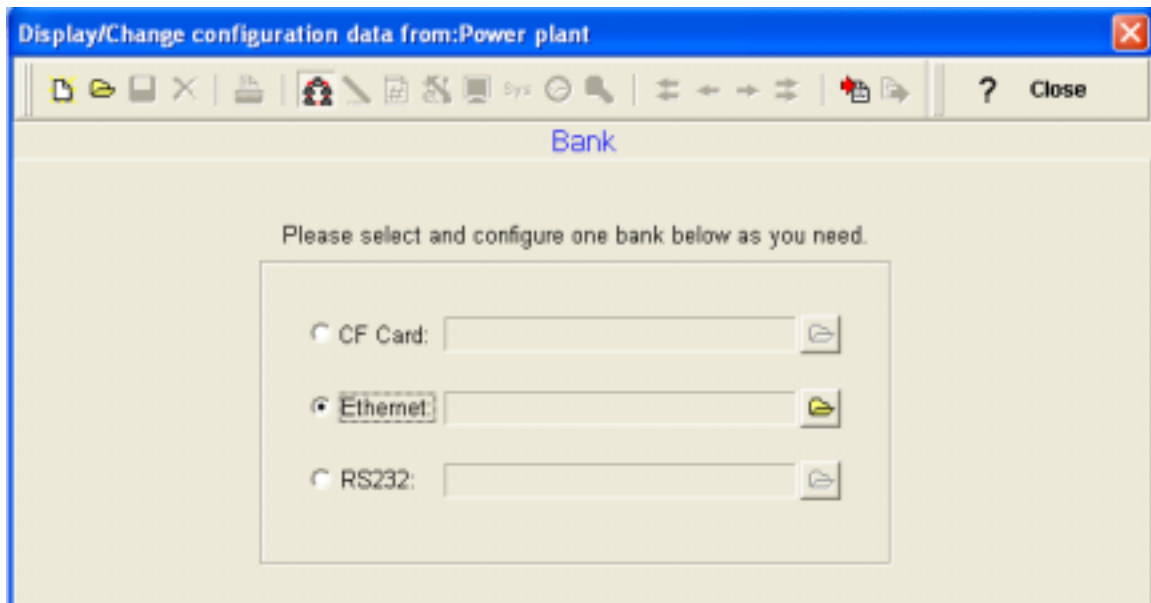 Display/Change configuration data from:Power plant
Sys ? Close
Bank
Please select and configure one bank below as you need.
CF Card:
Ethernet:
RS232: